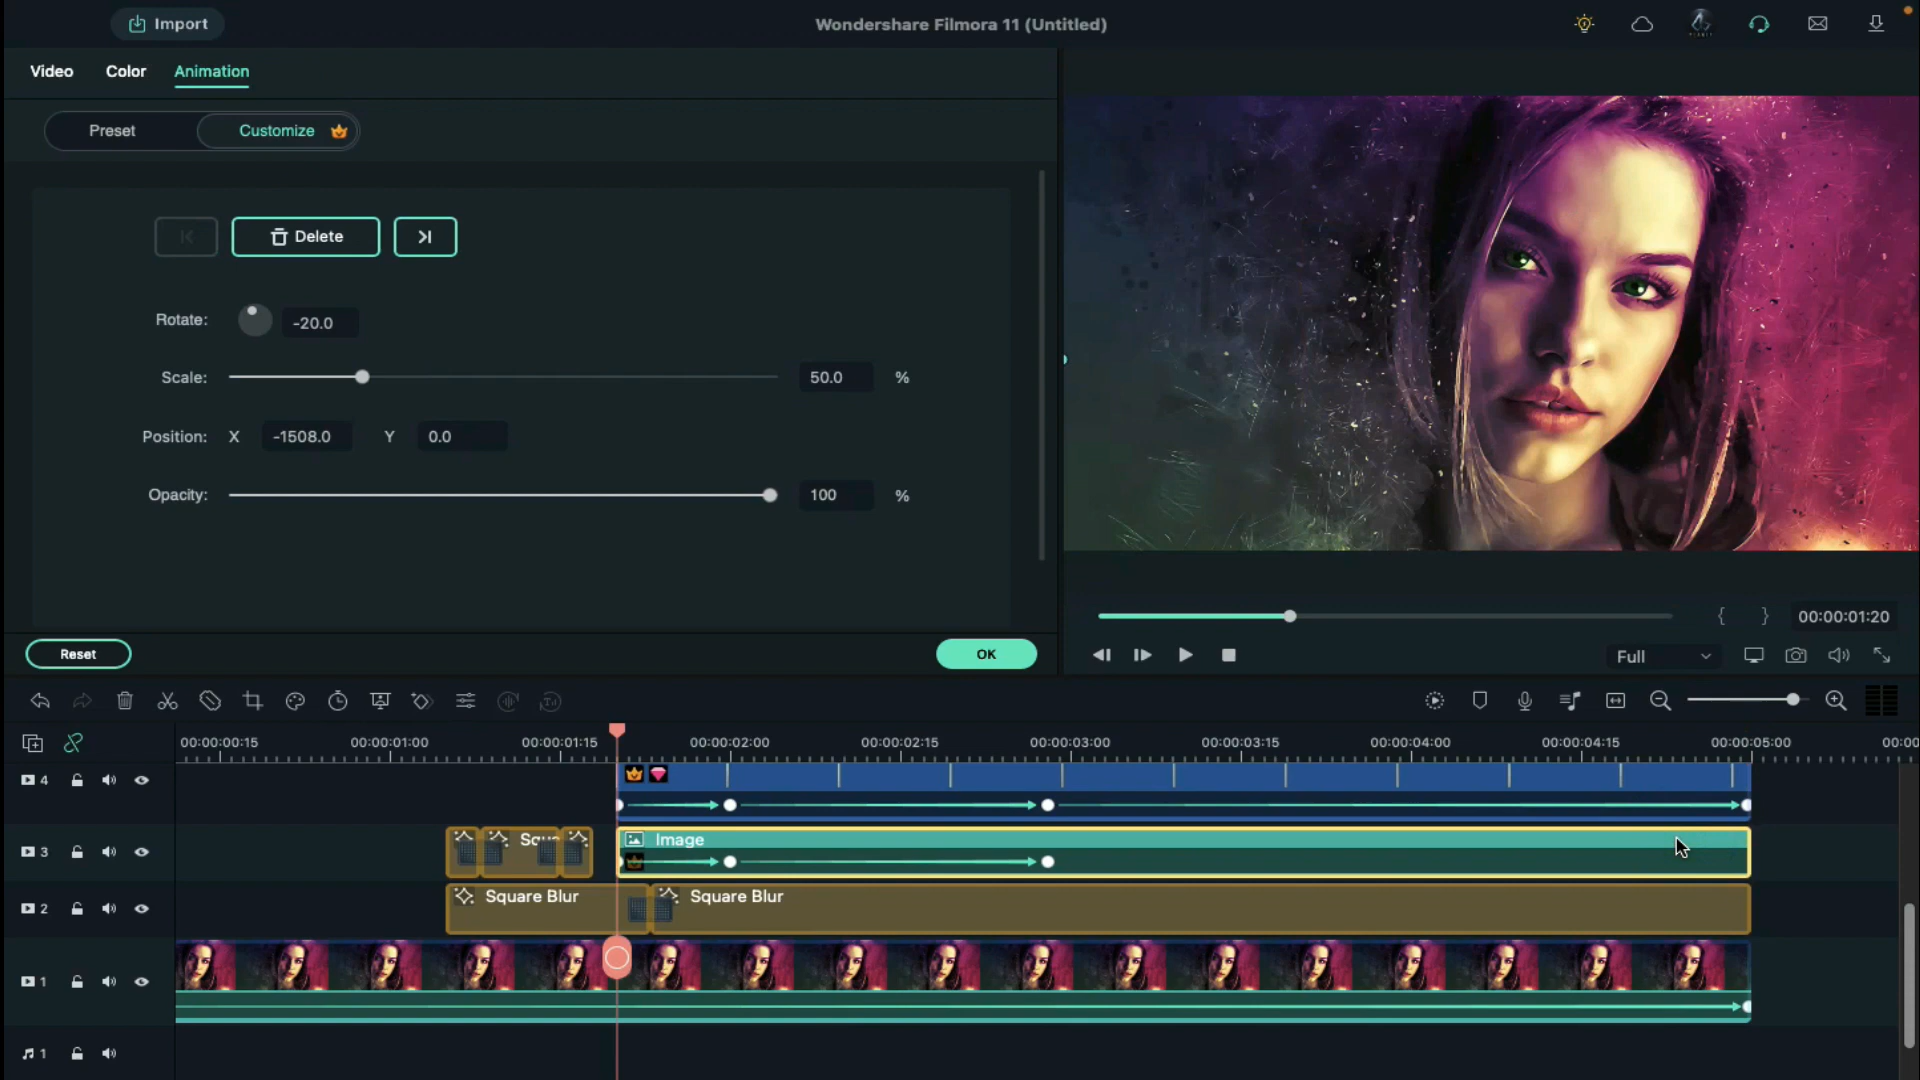 Import
Wondershare Filmora 11 (Untitled)
Video Color Animation
Preset Customize
Delete
Rotate: -20.0
Scale: 50.0 %
Position: X -1508.0 Y 0.0
Opacity: 100 %
Reset OK
{ } 00:00:01:20
Full
00:00:00:15 00:00:01:00 00:00:01:15 00:00:02:00 00:00:02:15 00:00:03:00 00:00:03:15 00:00:04:00 00:00:04:15 00:00:05:00 00:00
4
3 Squa Image
2 Square Blur Square Blur
1
1